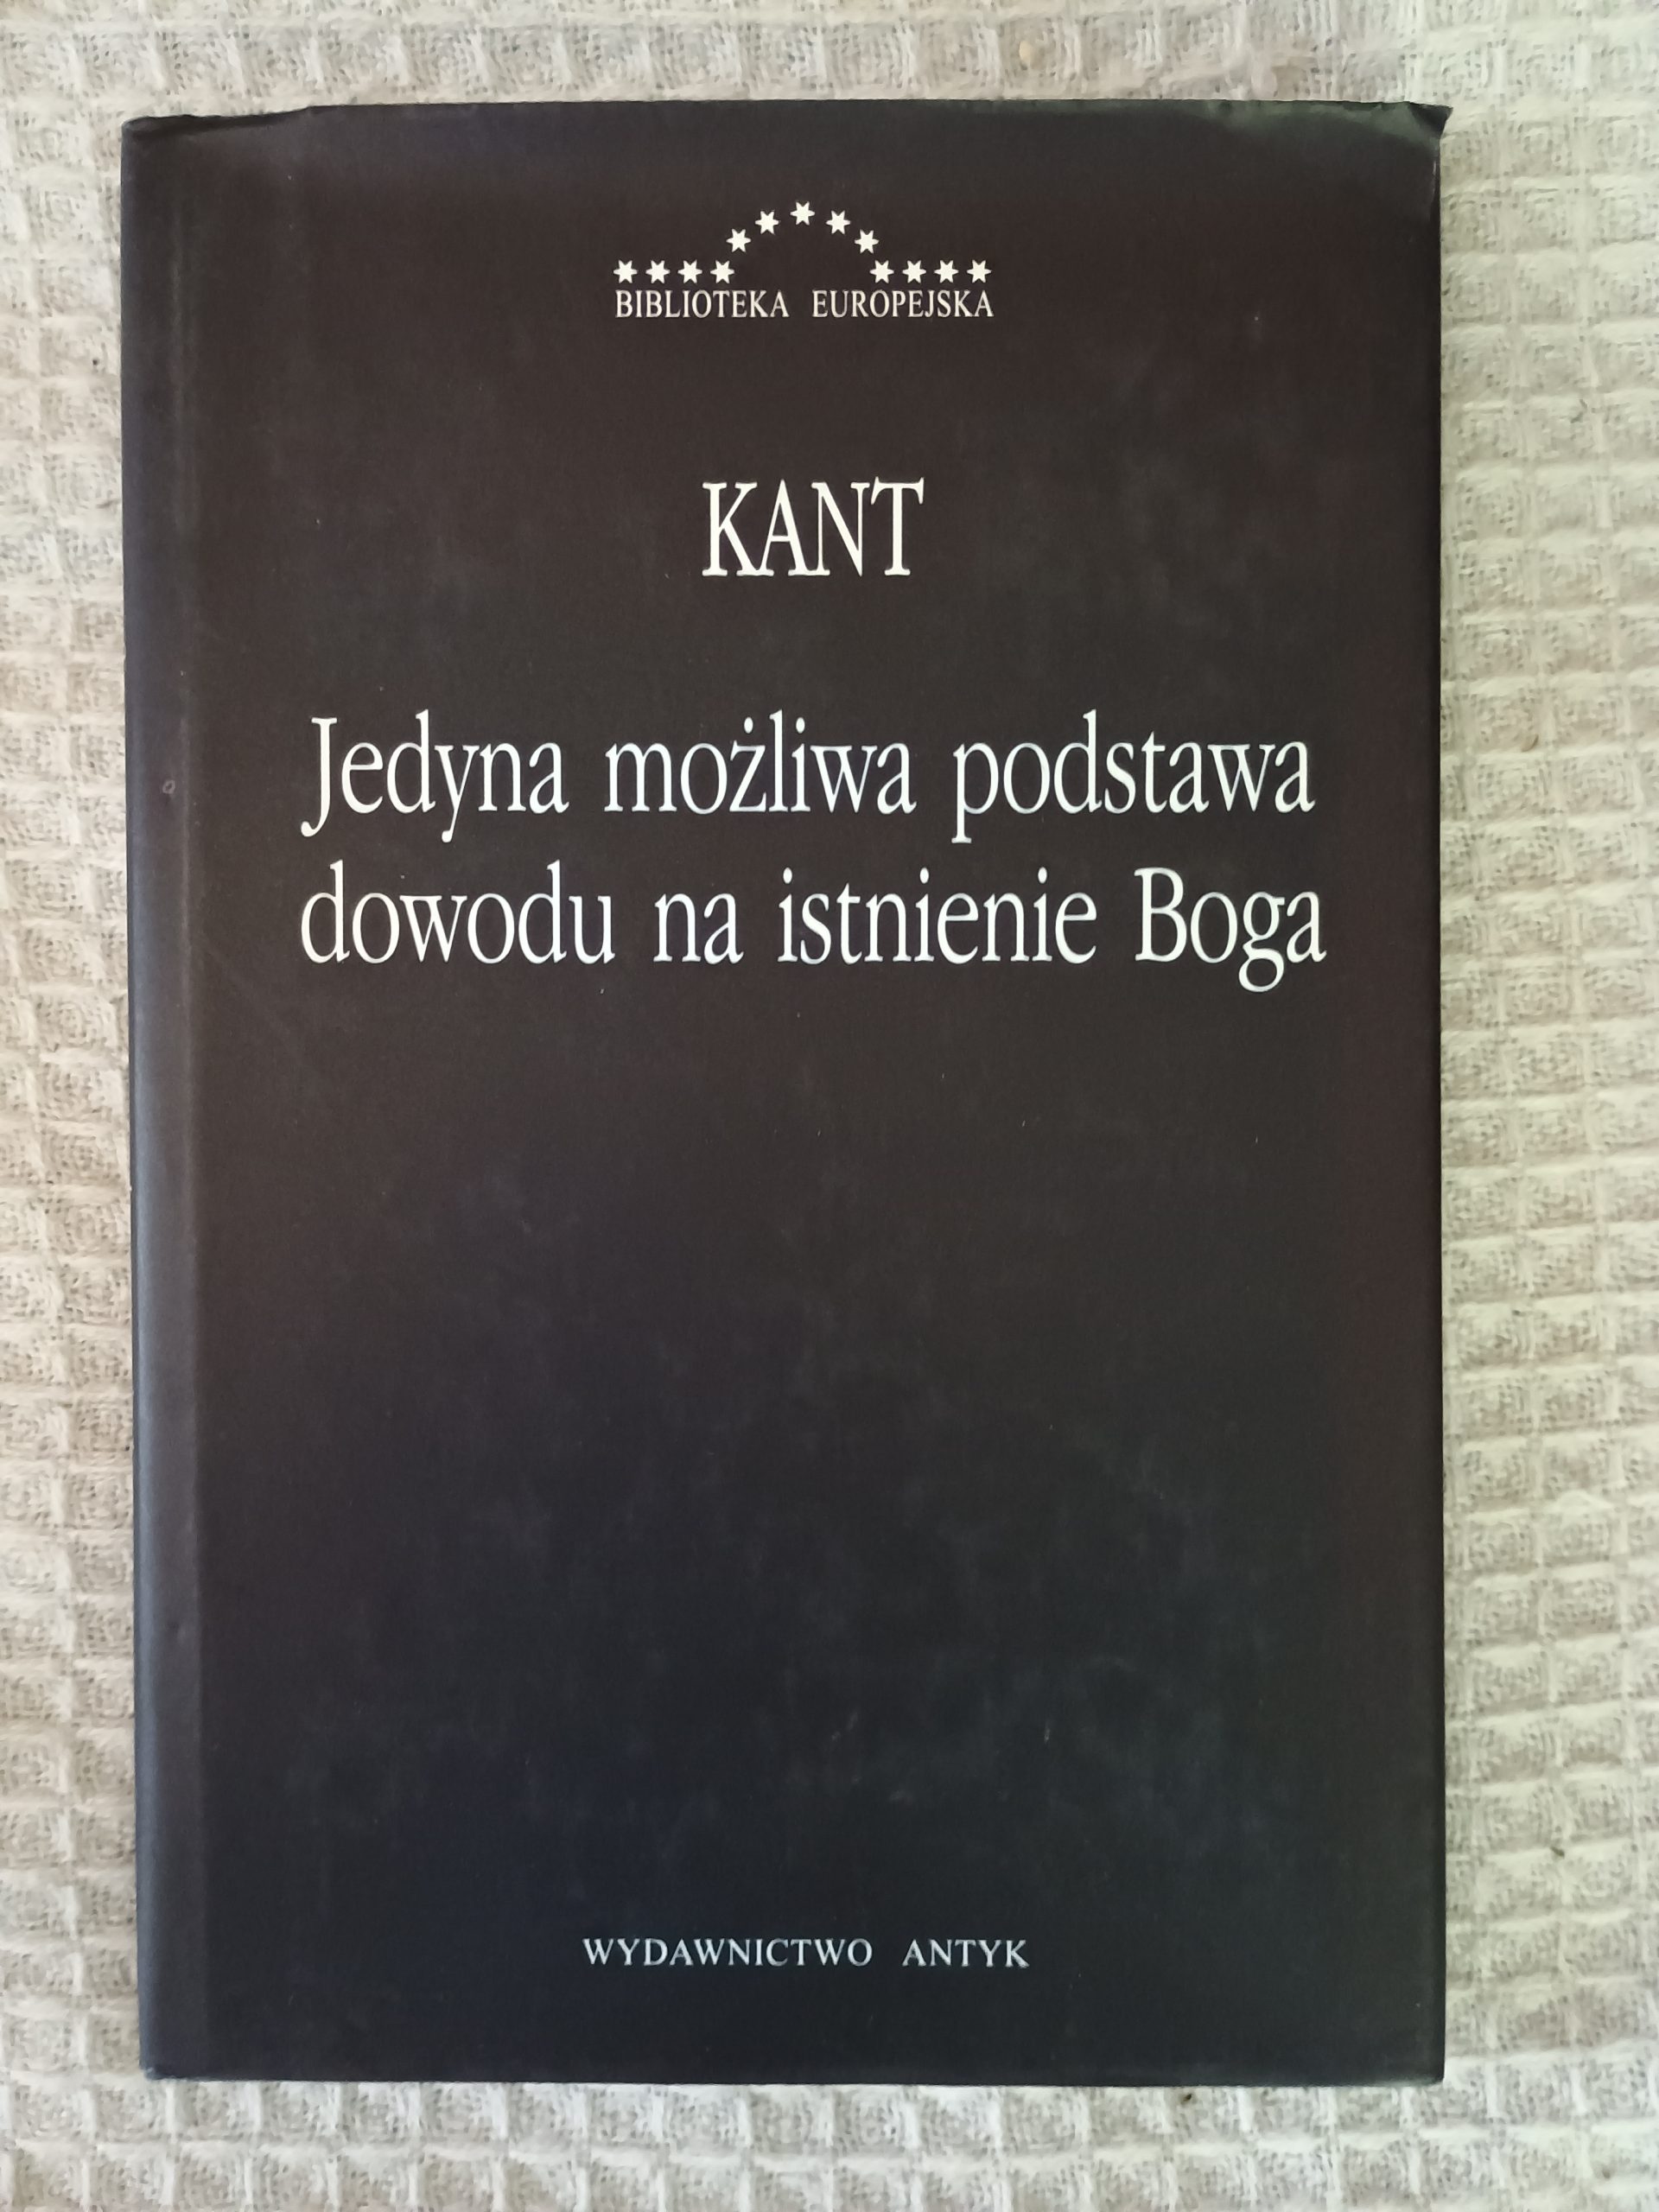 BIBLIOTEKA EUROPEJSKA
KANT
Jedyna możliwa podstawa
dowodu na istnienie Boga
WYDAWNICTWO ANTYK